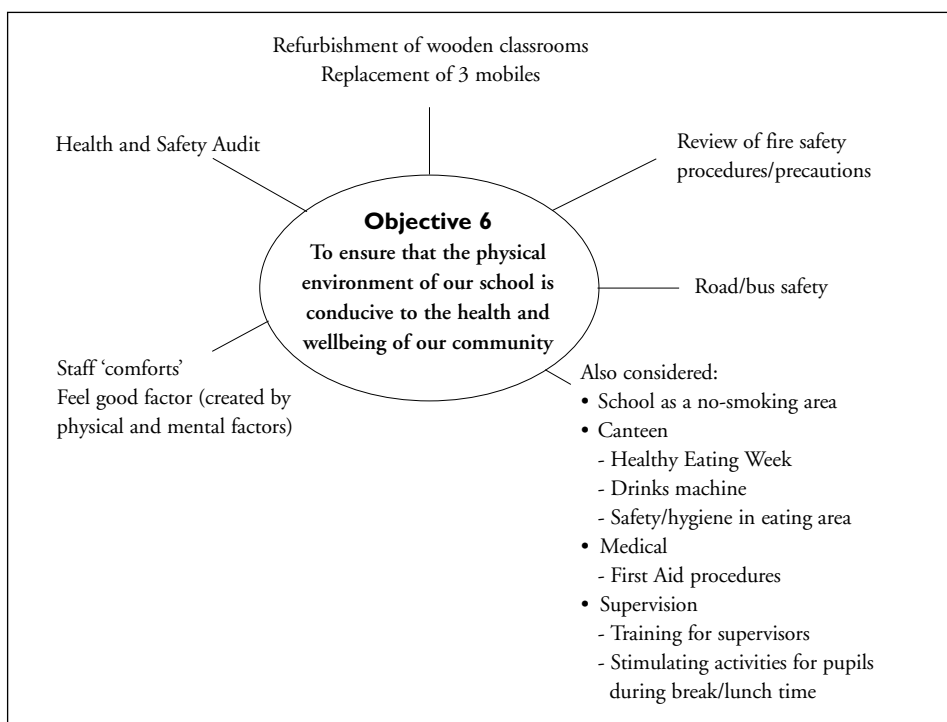 Refurbishment of wooden classrooms
Replacement of 3 mobiles
Health and Safety Audit
Review of fire safety
procedures/precautions
Objective 6
To ensure that the physical
environment of our school is
conducive to the health and
wellbeing of our community
Road/bus safety
Staff ‘comforts’
Feel good factor (created by
physical and mental factors)
Also considered:
• School as a no-smoking area
• Canteen
- Healthy Eating Week
- Drinks machine
- Safety/hygiene in eating area
• Medical
- First Aid procedures
• Supervision
- Training for supervisors
- Stimulating activities for pupils
during break/lunch time